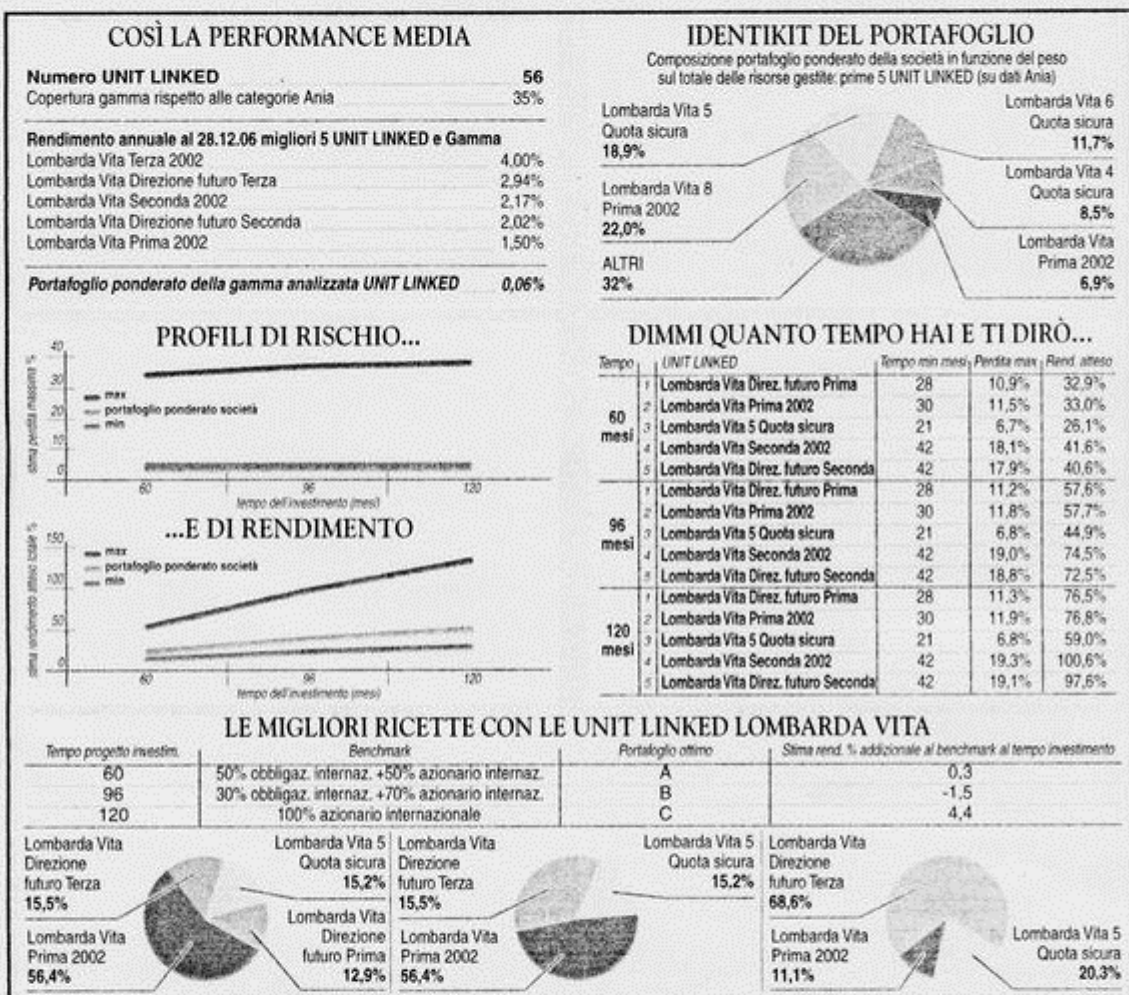 COSÌ LA PERFORMANCE MEDIA
Numero UNIT LINKED 56
Copertura gamma rispetto alle categorie Ania 35%
Rendimento annuale al 28.12.06 migliori 5 UNIT LINKED e Gamma
Lombarda Vita Terza 2002 4,00%
Lombarda Vita Direzione futuro Terza 2,94%
Lombarda Vita Seconda 2002 2,17%
Lombarda Vita Direzione futuro Seconda 2,02%
Lombarda Vita Prima 2002 1,50%
Portafoglio ponderato della gamma analizzata UNIT LINKED 0,06%
IDENTIKIT DEL PORTAFOGLIO
Composizione portafoglio ponderato della società in funzione del peso
sul totale delle risorse gestite: prime 5 UNIT LINKED (su dati Ania)
Lombarda Vita 5
Quota sicura
18,9%
Lombarda Vita 8
Prima 2002
22,0%
ALTRI
32%
Lombarda Vita 6
Quota sicura
11,7%
Lombarda Vita 4
Quota sicura
8,5%
Lombarda Vita
Prima 2002
6,9%
PROFILI DI RISCHIO...
stima perdita massima %
40
30
20
10
0
max
portafoglio ponderato società
min
60 96 120
tempo dell'investimento (mesi)
...E DI RENDIMENTO
stima rendimento atteso totale %
150
100
50
0
max
portafoglio ponderato società
min
60 96 120
tempo dell'investimento (mesi)
DIMMI QUANTO TEMPO HAI E TI DIRÒ...
Tempo UNIT LINKED Tempo min mesi Perdita max Rend. atteso
60 mesi
1 Lombarda Vita Direz. futuro Prima 28 10,9% 32,9%
2 Lombarda Vita Prima 2002 30 11,5% 33,0%
3 Lombarda Vita 5 Quota sicura 21 6,7% 26,1%
4 Lombarda Vita Seconda 2002 42 18,1% 41,6%
5 Lombarda Vita Direz. futuro Seconda 42 17,9% 40,6%
96 mesi
1 Lombarda Vita Direz. futuro Prima 28 11,2% 57,6%
2 Lombarda Vita Prima 2002 30 11,8% 57,7%
3 Lombarda Vita 5 Quota sicura 21 6,8% 44,9%
4 Lombarda Vita Seconda 2002 42 19,0% 74,5%
5 Lombarda Vita Direz. futuro Seconda 42 18,8% 72,5%
120 mesi
1 Lombarda Vita Direz. futuro Prima 28 11,3% 76,5%
2 Lombarda Vita Prima 2002 30 11,9% 76,8%
3 Lombarda Vita 5 Quota sicura 21 6,8% 59,0%
4 Lombarda Vita Seconda 2002 42 19,3% 100,6%
5 Lombarda Vita Direz. futuro Seconda 42 19,1% 97,6%
LE MIGLIORI RICETTE CON LE UNIT LINKED LOMBARDA VITA
Tempo progetto investim. Benchmark Portafoglio ottimo Stima rend. % addizionale al benchmark al tempo investimento
60 50% obbligaz. internaz. +50% azionario internaz. A 0,3
96 30% obbligaz. internaz. +70% azionario internaz. B -1,5
120 100% azionario internazionale C 4,4
Lombarda Vita
Direzione
futuro Terza
15,5%
Lombarda Vita
Prima 2002
56,4%
Lombarda Vita 5
Quota sicura
15,2%
Lombarda Vita
Direzione
futuro Prima
12,9%
Lombarda Vita
Direzione
futuro Terza
15,5%
Lombarda Vita
Prima 2002
56,4%
Lombarda Vita 5
Quota sicura
15,2%
Lombarda Vita
Direzione
futuro Terza
68,6%
Lombarda Vita
Prima 2002
11,1%
Lombarda Vita 5
Quota sicura
20,3%